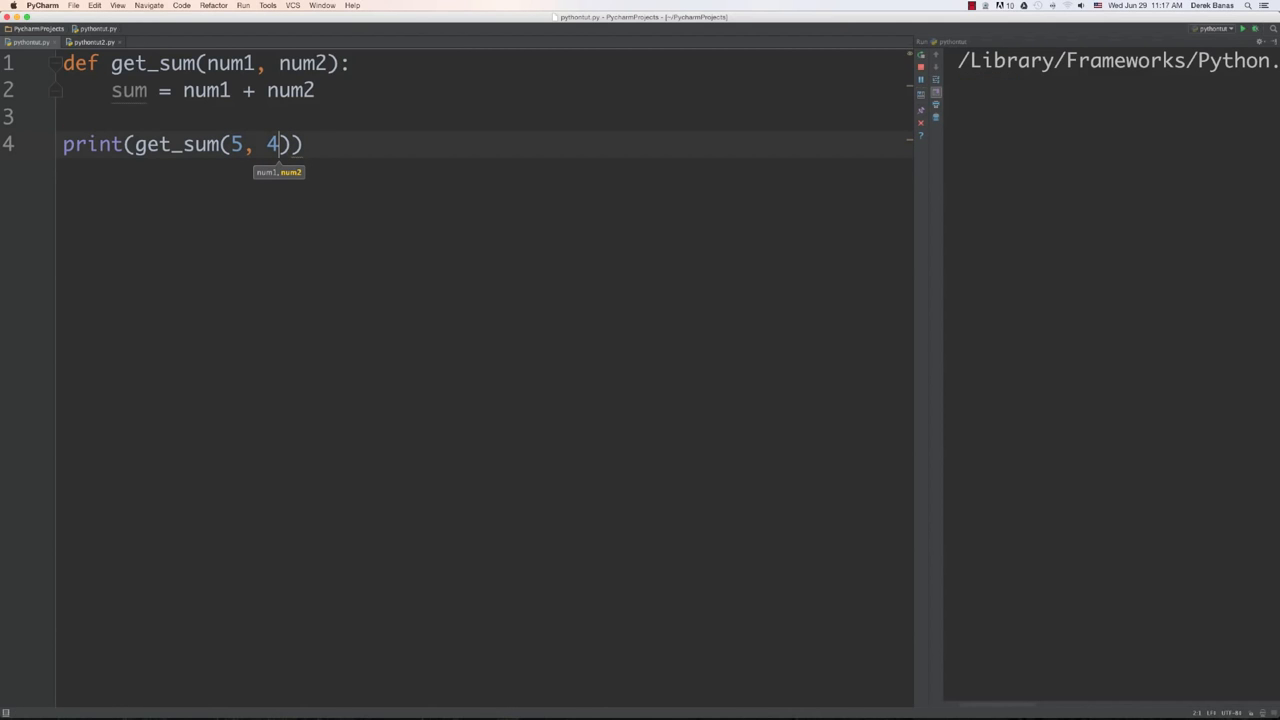 PyCharm File Edit View Navigate Code Refactor Run Tools VCS Window Help 10 Wed Jun 29 11:17 AM Derek Banas
pythontut.py - PycharmProjects - [~/PycharmProjects]
PycharmProjects pythontut.py pythontut
pythontut.py pythontut2.py Run pythontut
1 def get_sum(num1, num2):
2 sum = num1 + num2
3
4 print(get_sum(5, 4))
num1, num2
/Library/Frameworks/Python.
2:1 LF‡ UTF-8‡